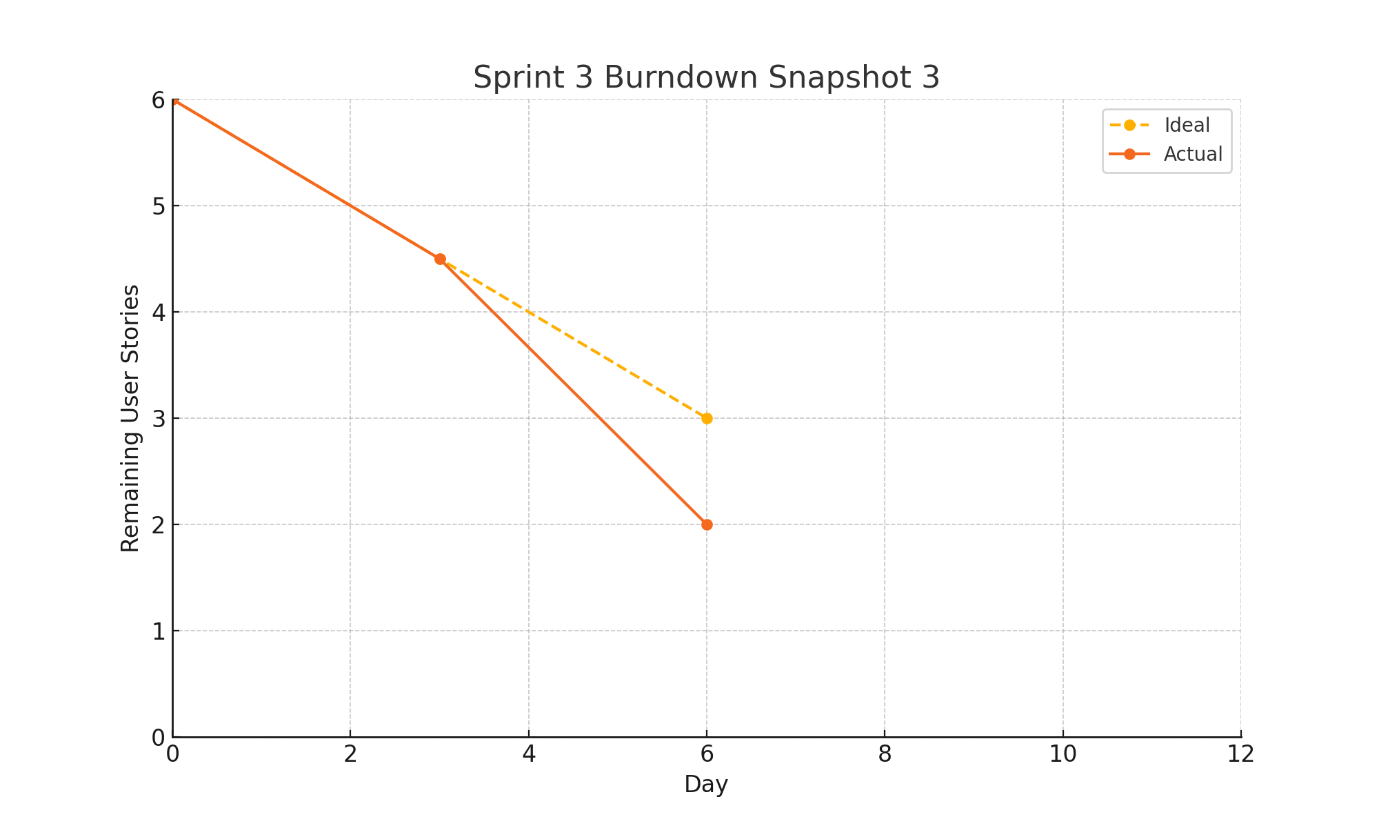 Sprint 3 Burndown Snapshot 3
Ideal
Actual
Remaining User Stories
6
5
4
3
2
1
0
0 2 4 6 8 10 12
Day